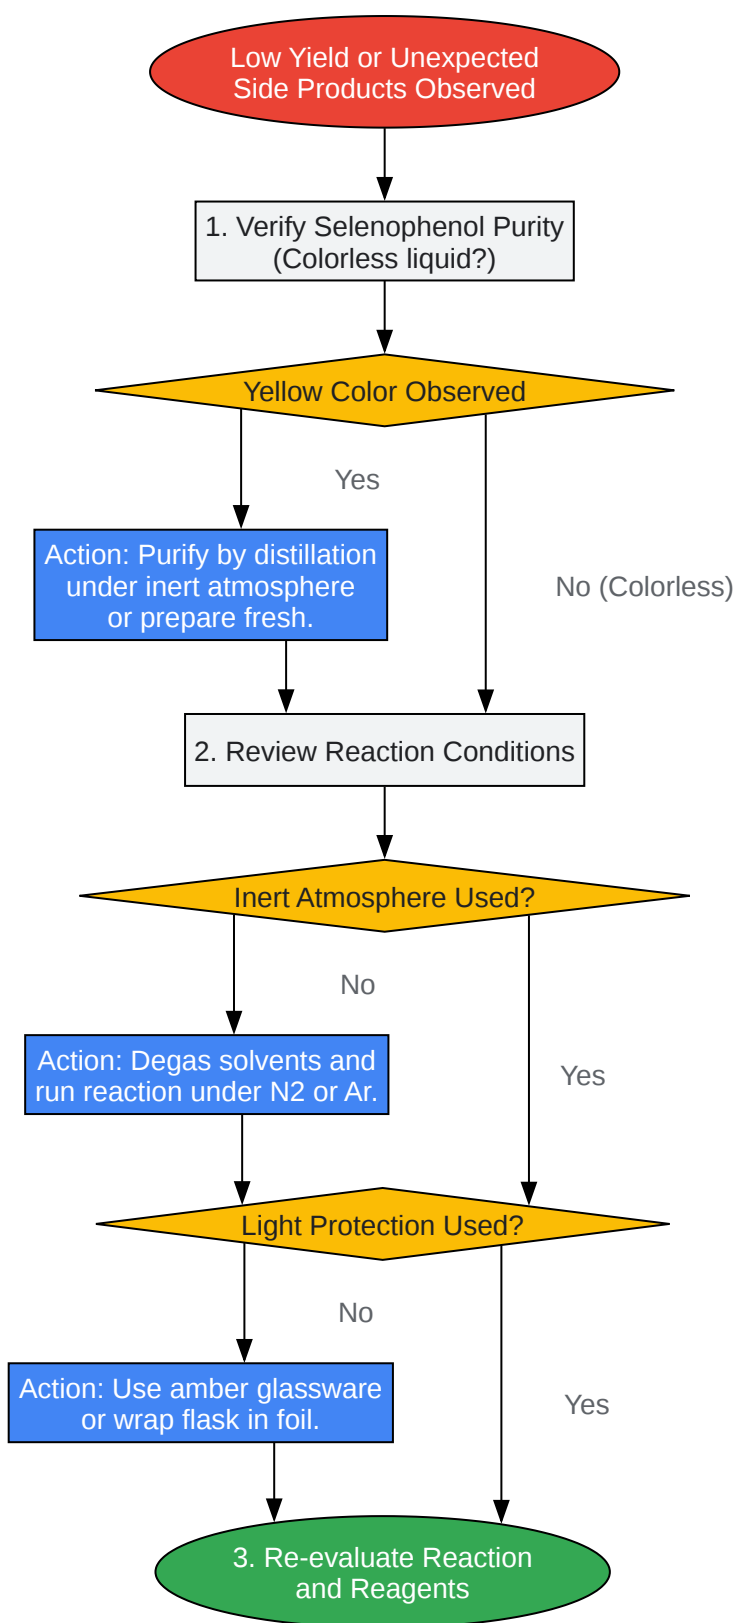 Low Yield or Unexpected
Side Products Observed
1. Verify Selenophenol Purity
(Colorless liquid?)
Yellow Color Observed
Yes
Action: Purify by distillation
under inert atmosphere
or prepare fresh.
No (Colorless)
2. Review Reaction Conditions
Inert Atmosphere Used?
No
Action: Degas solvents and
run reaction under N2 or Ar.
Yes
Light Protection Used?
No
Action: Use amber glassware
or wrap flask in foil.
Yes
3. Re-evaluate Reaction
and Reagents